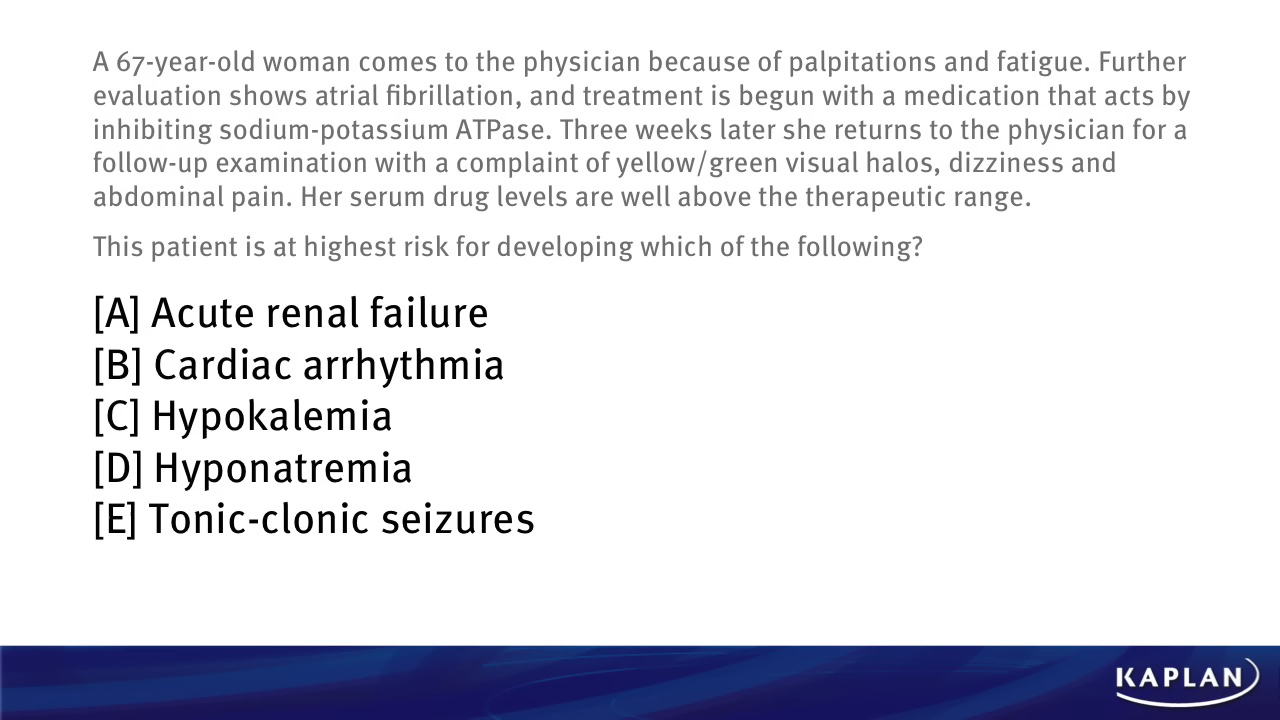 A 67-year-old woman comes to the physician because of palpitations and fatigue. Further
evaluation shows atrial fibrillation, and treatment is begun with a medication that acts by
inhibiting sodium-potassium ATPase. Three weeks later she returns to the physician for a
follow-up examination with a complaint of yellow/green visual halos, dizziness and
abdominal pain. Her serum drug levels are well above the therapeutic range.
This patient is at highest risk for developing which of the following?
[A] Acute renal failure
[B] Cardiac arrhythmia
[C] Hypokalemia
[D] Hyponatremia
[E] Tonic-clonic seizures
KAPLAN